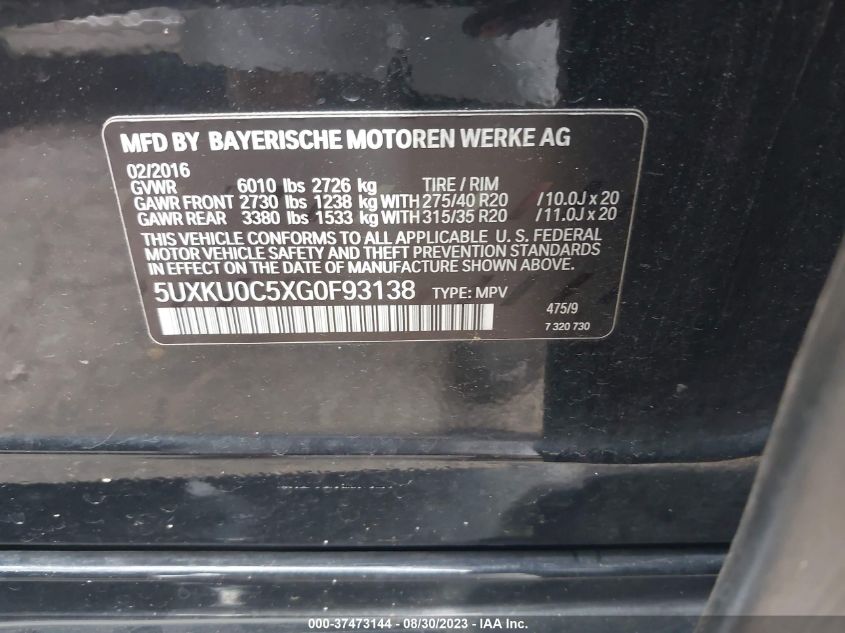 MFD BY BAYERISCHE MOTOREN WERKE AG
02/2016
GVWR 6010 lbs 2726 kg TIRE / RIM
GAWR FRONT 2730 lbs 1238 kg WITH 275/40 R20 /10.0J x 20
GAWR REAR 3380 lbs 1533 kg WITH 315/35 R20 /11.0J x 20
THIS VEHICLE CONFORMS TO ALL APPLICABLE U.S. FEDERAL
MOTOR VEHICLE SAFETY AND THEFT PREVENTION STANDARDS
IN EFFECT ON DATE OF MANUFACTURE SHOWN ABOVE.
5UXKU0C5XG0F93138 TYPE: MPV
475/9
7 320 730
000-37473144 - 08/30/2023 - IAA Inc.